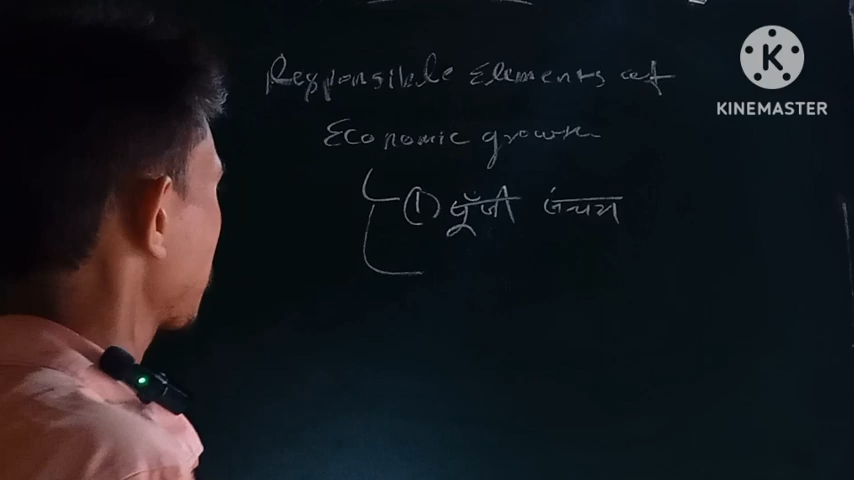 Responsible Elements of
Economic growth
(1) पूँजी संचय
K
KINEMASTER